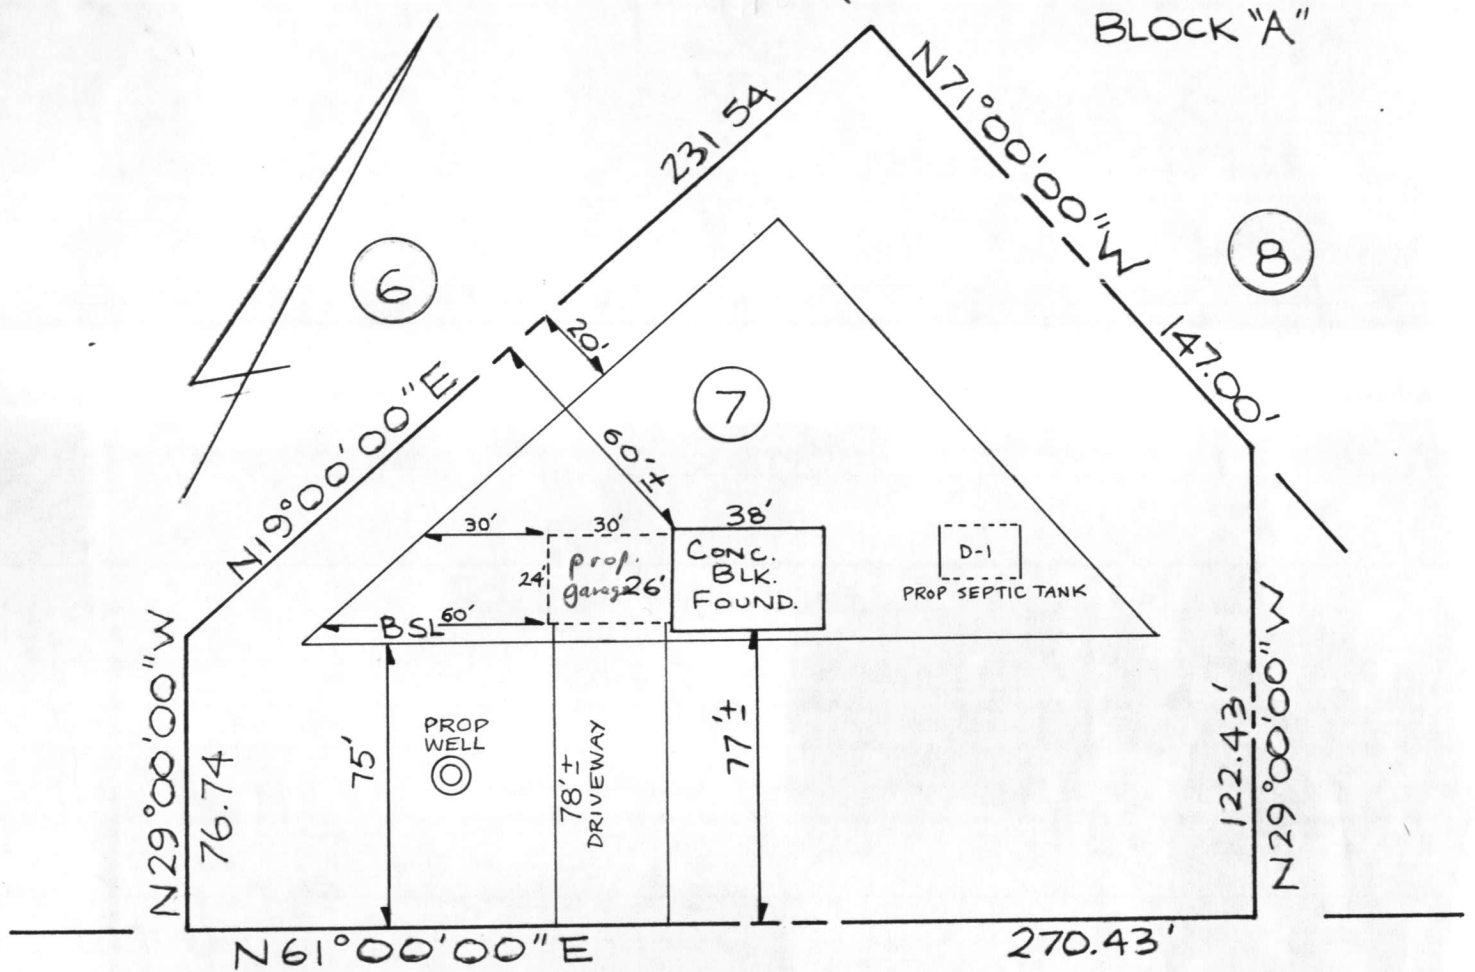 BLOCK "A"
N71°00'00"W
231.54
6
8
20'
147.00'
7
N19°00'00"E
60'±
30'
30'
38'
CONC.
BLK.
FOUND.
prop
garage
24'
26'
D-1
PROP SEPTIC TANK
BSL
60'
N29°00'00"W
76.74
75'
PROP
WELL
78'±
DRIVEWAY
77'±
122.43'
N29°00'00"W
N61°00'00"E
270.43'